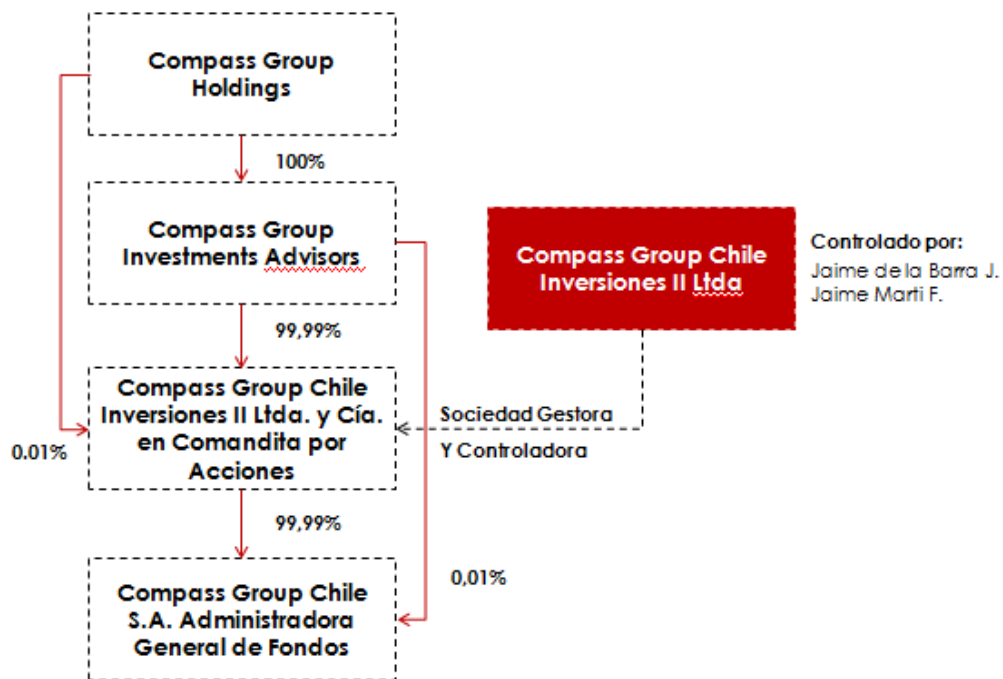 Compass Group
Holdings
100%
Compass Group
Investments Advisors
Compass Group Chile
Inversiones II Ltda
Controlado por:
Jaime de la Barra J.
Jaime Marti F.
99,99%
Compass Group Chile
Inversiones II Ltda. y Cía.
en Comandita por
Acciones
Sociedad Gestora
Y Controladora
0.01%
99,99%
0,01%
Compass Group Chile
S.A. Administradora
General de Fondos